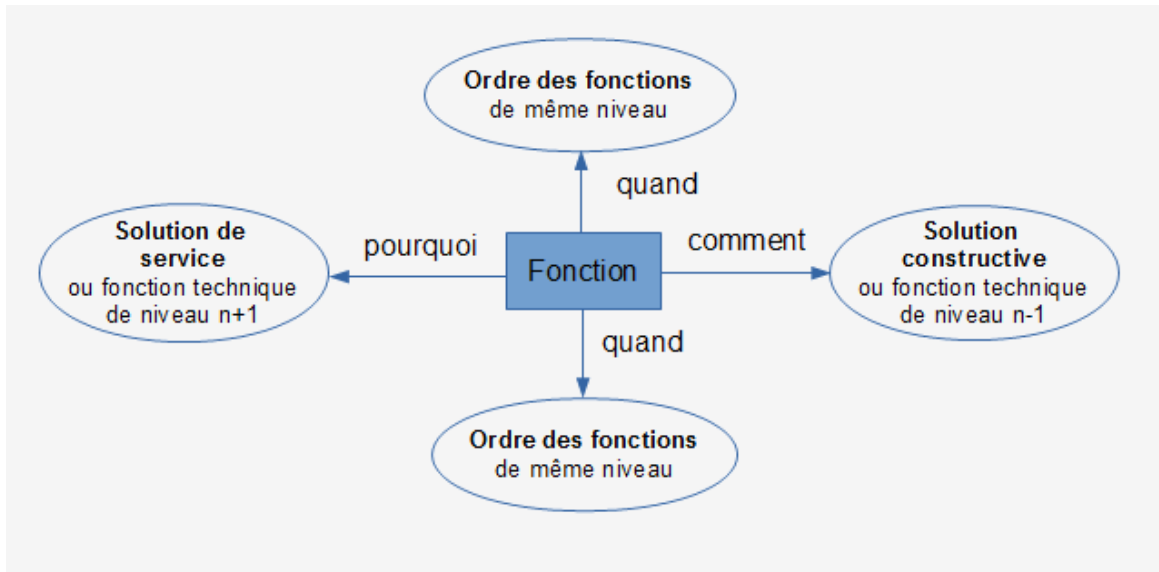 Ordre des fonctions
de même niveau
quand
Solution de
service
ou fonction technique
de niveau n+1
pourquoi
Fonction
comment
Solution
constructive
ou fonction technique
de niveau n-1
quand
Ordre des fonctions
de même niveau